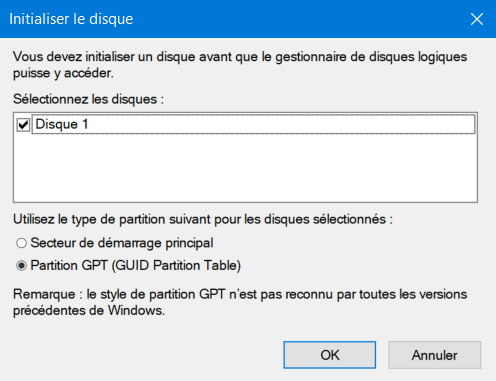 Initialiser le disque
Vous devez initialiser un disque avant que le gestionnaire de disques logiques
puisse y accéder.
Sélectionnez les disques :
Disque 1
Utilisez le type de partition suivant pour les disques sélectionnés :
Secteur de démarrage principal
Partition GPT (GUID Partition Table)
Remarque : le style de partition GPT n’est pas reconnu par toutes les versions
précédentes de Windows.
OK
Annuler